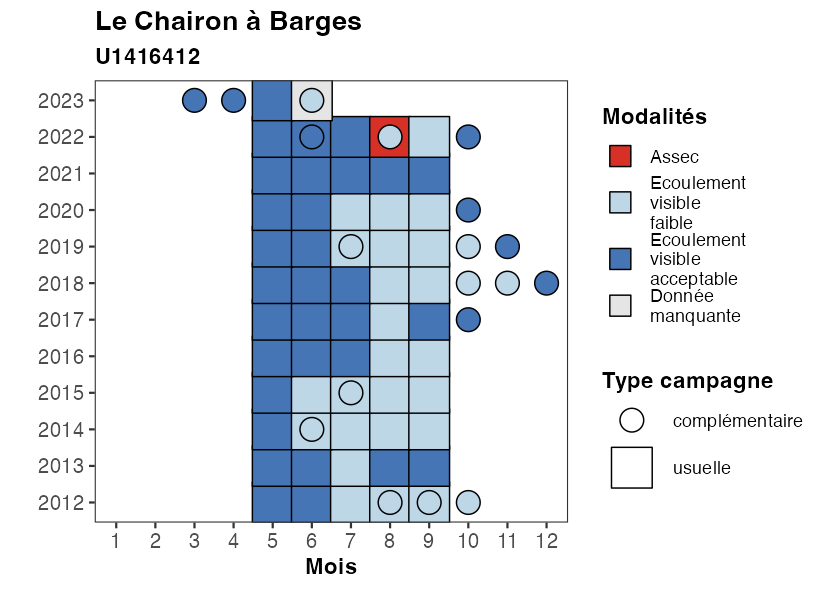 Le Chairon à Barges
U1416412
2023
2022
2021
2020
2019
2018
2017
2016
2015
2014
2013
2012
1 2 3 4 5 6 7 8 9 10 11 12
Mois
Modalités
Assec
Ecoulement
visible
faible
Ecoulement
visible
acceptable
Donnée
manquante
Type campagne
complémentaire
usuelle